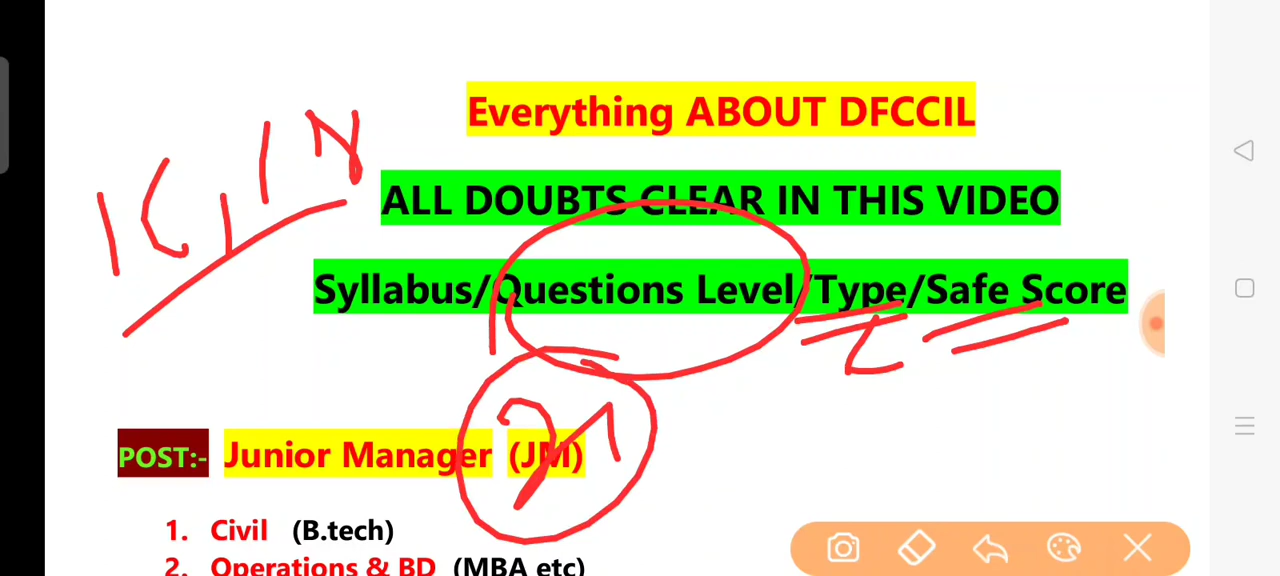 Everything ABOUT DFCCIL
ALL DOUBTS CLEAR IN THIS VIDEO
Syllabus/Questions Level/Type/Safe Score
POST:- Junior Manager (JM)
1. Civil (B.tech)
2. Operations & BD (MBA etc)